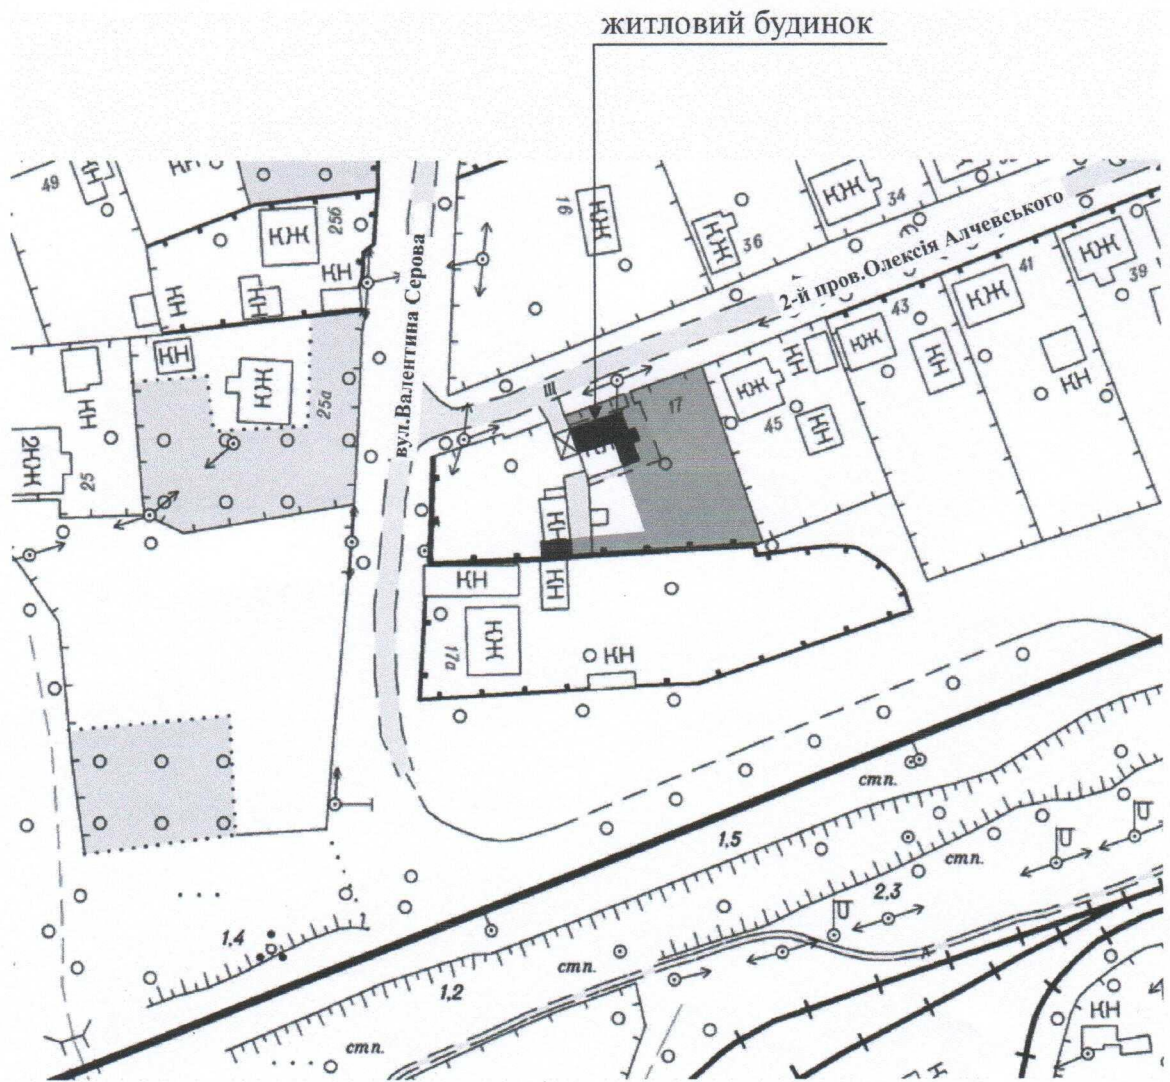 житловий будинок
49
КН
КН
25б
КЖ
КН
КН
КН
вул.Валентина Серова
16
КЖ
КЖ
36
КЖ
34
2-й пров.Олексія Алчевського
КЖ
39
КЖ
41
43
КЖ
КН
КН
КЖ
45
КН
КН
17
КН
КЖ
25а
КН
2КЖ
25
КН
КН
КН
КЖ
17а
КН
стп.
1,5
стп.
2,3
1,4
стп.
1,2
стп.
КН
КН